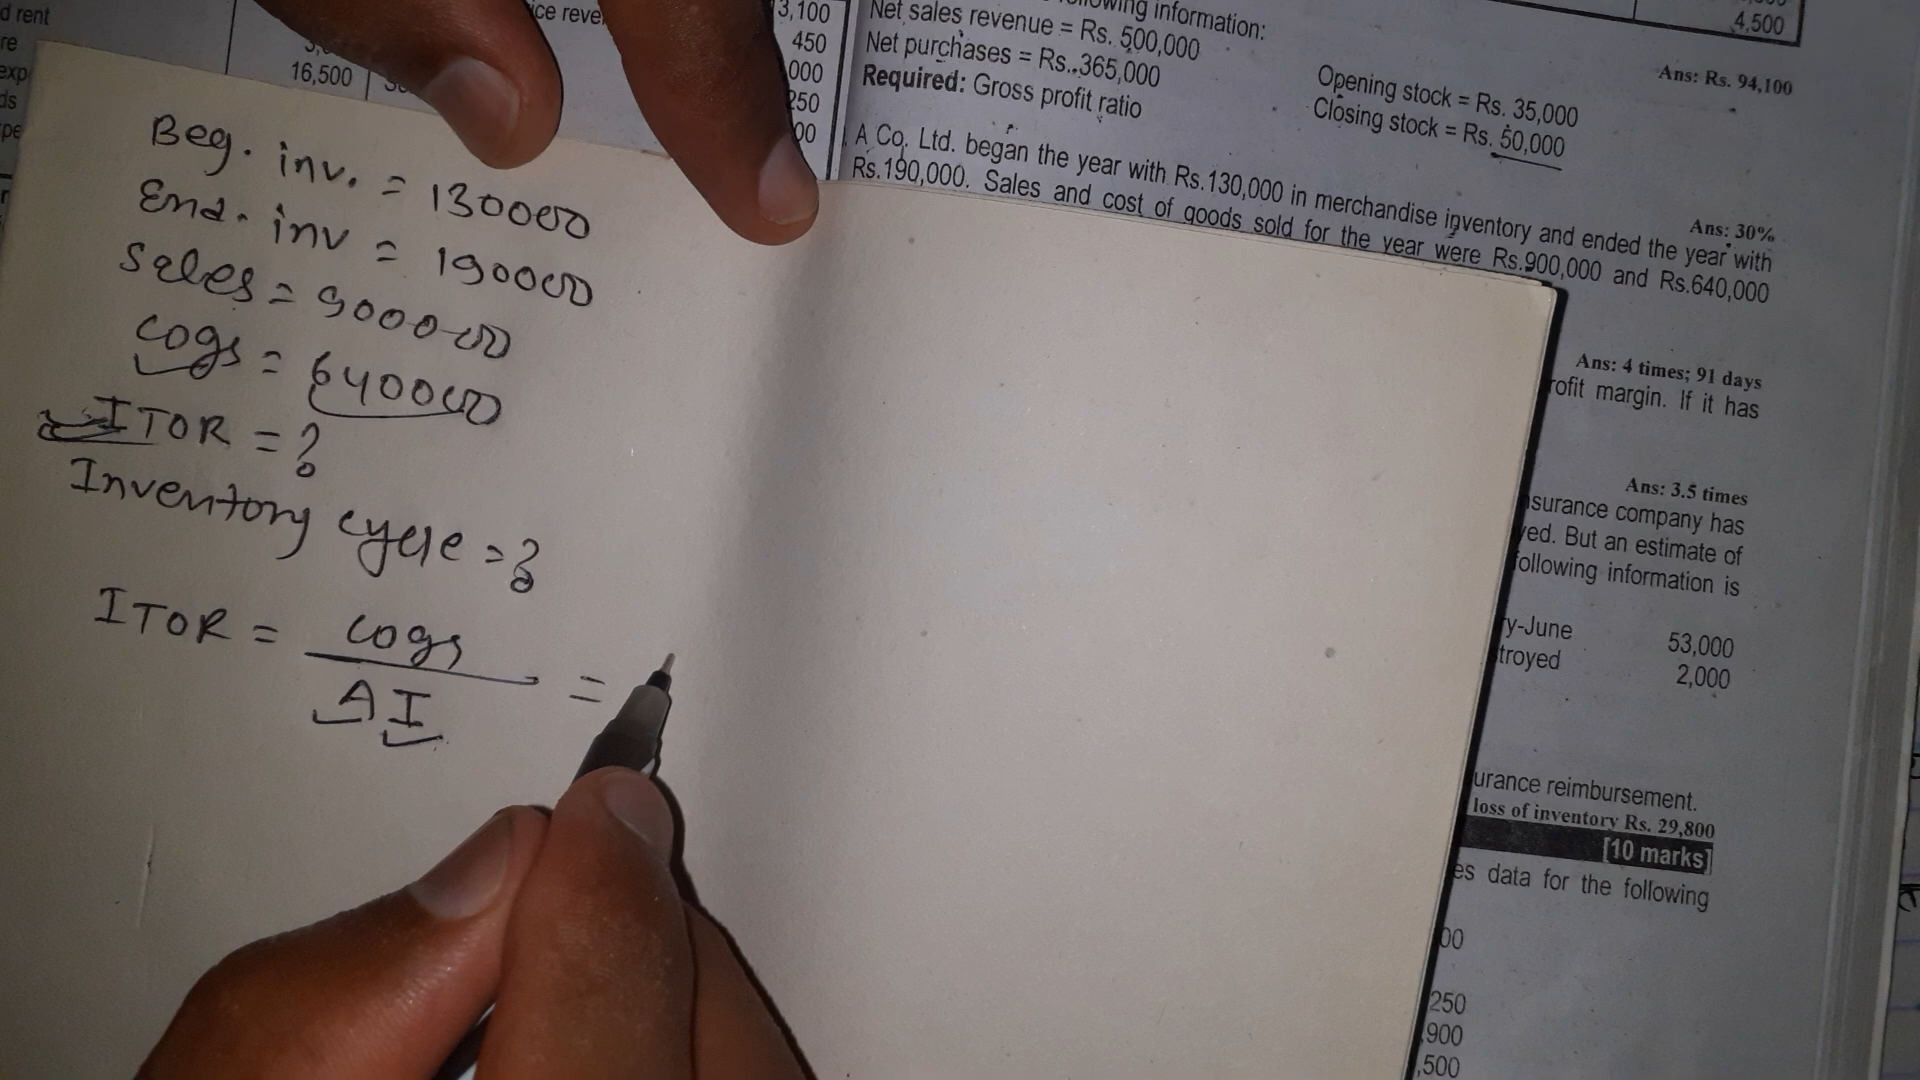 Beg. inv. = 130000
End. inv = 190000
Sales = 900000
cogs = 640000
ITOR = ?
Inventory cycle = ?
ITOR = cogs
AI
=
d rent
re
exp
ds
16,500
3,100
450
000
250
00
4,500
owing information:
Net sales revenue = Rs. 500,000
Net purchases = Rs. 365,000
Required: Gross profit ratio
Ans: Rs. 94,100
Opening stock = Rs. 35,000
Closing stock = Rs. 50,000
Ans: 30%
A Co. Ltd. began the year with Rs.130,000 in merchandise inventory and ended the year with
Rs.190,000. Sales and cost of goods sold for the year were Rs.900,000 and Rs.640,000
Ans: 4 times; 91 days
rofit margin. If it has
Ans: 3.5 times
nsurance company has
yed. But an estimate of
following information is
y-June 53,000
troyed 2,000
urance reimbursement.
loss of inventory Rs. 29,800
[10 marks]
es data for the following
00
250
900
,500